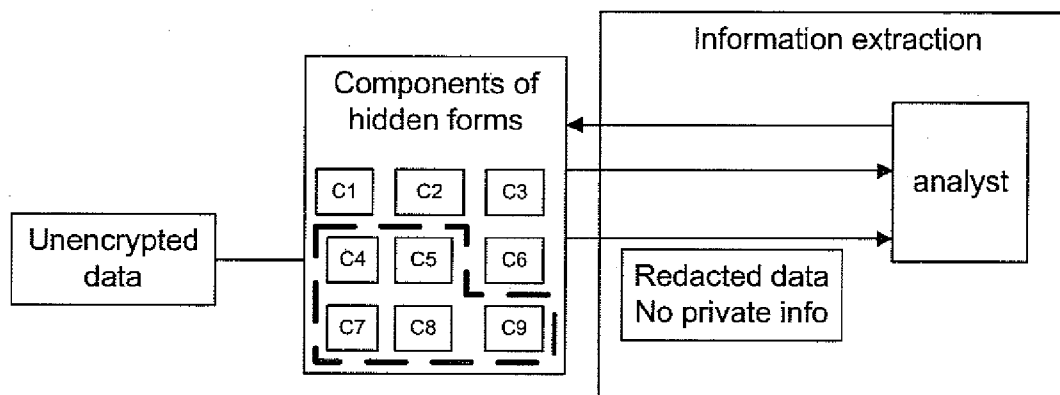 Information extraction
Components of
hidden forms
C1 C2 C3
analyst
Unencrypted
data
C4 C5 C6
Redacted data
No private info
C7 C8 C9